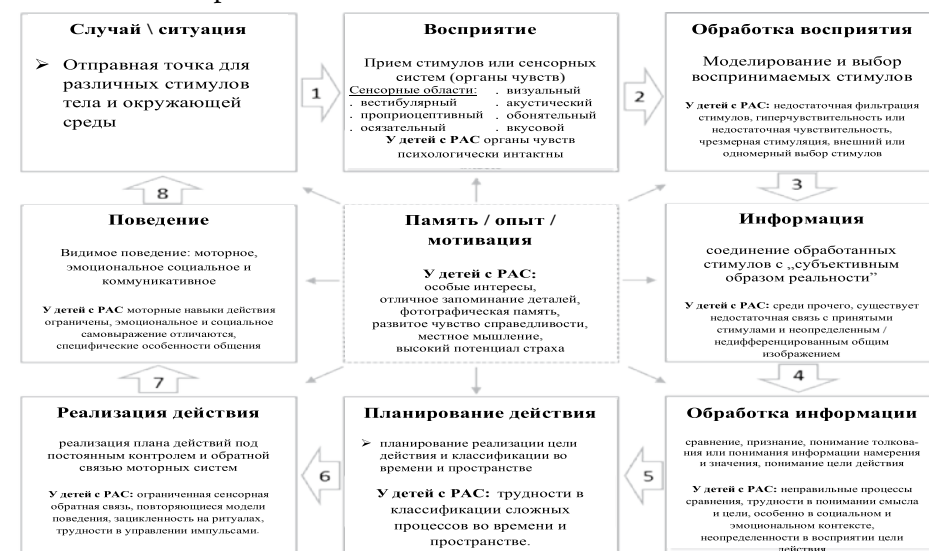 Случай \ ситуация
➢ Отправная точка для
различных стимулов
тела и окружающей
среды
1
Восприятие
Прием стимулов или сенсорных
систем (органы чувств)
Сенсорные области:
. вестибулярный
. проприоцептивный
. осязательный
. визуальный
. акустический
. обонятельный
. вкусовой
У детей с РАС органы чувств
психологически интактны
2
Обработка восприятия
Моделирование и выбор
воспринимаемых стимулов
У детей с РАС: недостаточная фильтрация
стимулов, гиперчувствительность или
недостаточная чувствительность,
чрезмерная стимуляция, внешний или
одномерный выбор стимулов
3
Информация
соединение обработанных
стимулов с „субъективным
образом реальности”
У детей с РАС: среди прочего, существует
недостаточная связь с принятыми
стимулами и неопределенным /
недифференцированным общим
изображением
4
Обработка информации
сравнение, признание, понимание толкова-
ния или понимания информации намерения
и значения, понимание цели действия
У детей с РАС: неправильные процессы
сравнения, трудности в понимании смысла
и цели, особенно в социальном и
эмоциональном контексте,
неопределенности в восприятии цели
действия
5
Планирование действия
➢ планирование реализации цели
действия и классификации во
времени и пространстве
У детей с РАС: трудности в
классификации сложных
процессов во времени и
пространстве.
6
Реализация действия
реализация плана действий под
постоянным контролем и обратной
связью моторных систем
У детей с РАС: ограниченная сенсорная
обратная связь, повторяющиеся модели
поведения, зацикленность на ритуалах,
трудности в управлении импульсами.
7
Поведение
Видимое поведение: моторное,
эмоциональное социальное и
коммуникативное
У детей с РАС моторные навыки действия
ограничены, эмоциональное и социальное
самовыражение отличаются,
специфические особенности общения
8
Память / опыт /
мотивация
У детей с РАС:
особые интересы,
отличное запоминание деталей,
фотографическая память,
развитое чувство справедливости,
местное мышление,
высокий потенциал страха